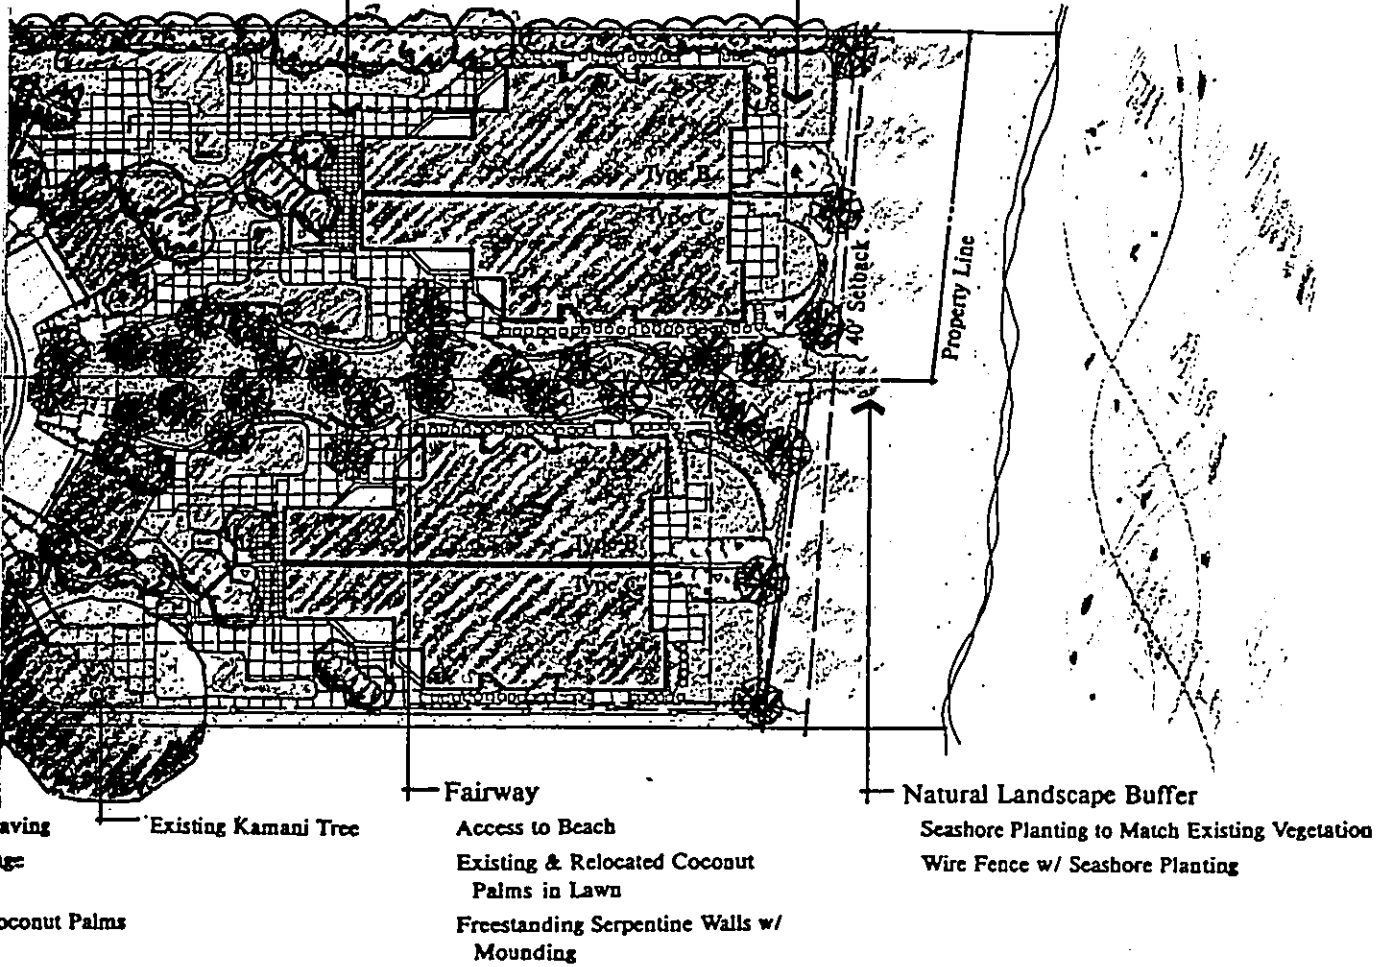 Type B
Type C
40' Setback
Property Line
Type B
Type C
Fairway
Natural Landscape Buffer
aving
Existing Kamani Tree
Access to Beach
Seashore Planting to Match Existing Vegetation
ge
Existing & Relocated Coconut
Wire Fence w/ Seashore Planting
Palms in Lawn
oconut Palms
Freestanding Serpentine Walls w/
Mounding